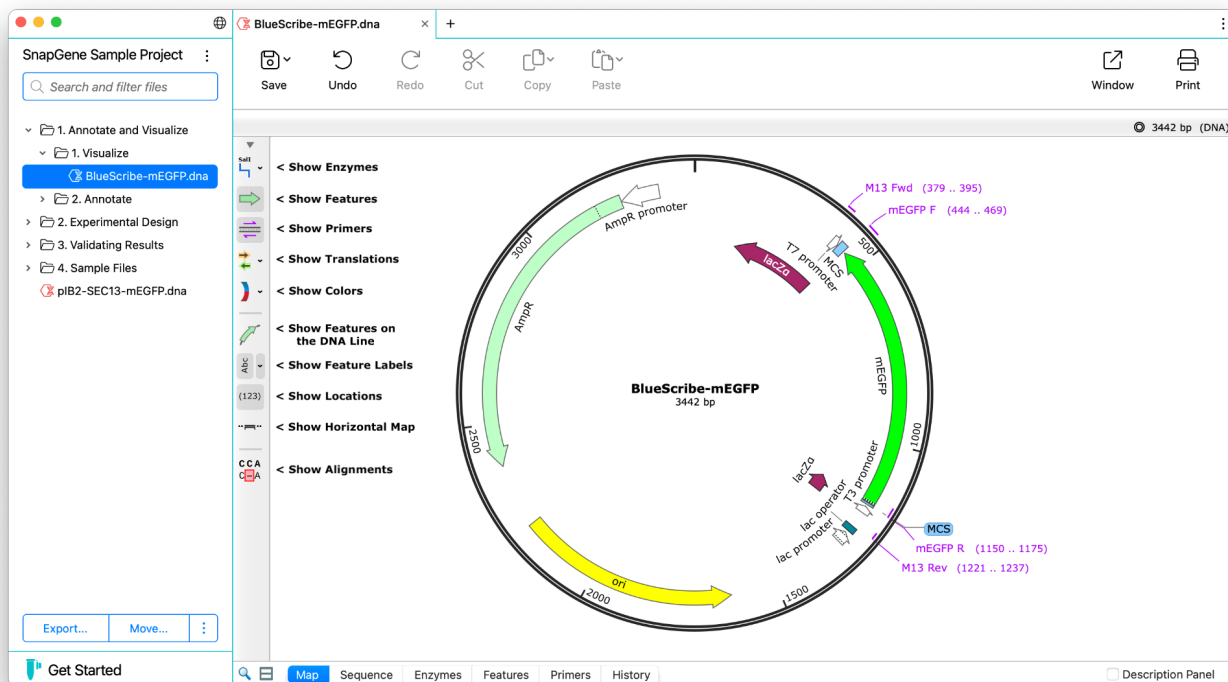 BlueScribe-mEGFP.dna
SnapGene Sample Project
Search and filter files
1. Annotate and Visualize
1. Visualize
BlueScribe-mEGFP.dna
2. Annotate
2. Experimental Design
3. Validating Results
4. Sample Files
pIB2-SEC13-mEGFP.dna
Export...
Move...
Get Started
Save
Undo
Redo
Cut
Copy
Paste
Window
Print
3442 bp (DNA)
SalI
< Show Enzymes
< Show Features
< Show Primers
< Show Translations
< Show Colors
< Show Features on
the DNA Line
Abc
< Show Feature Labels
(123)
< Show Locations
< Show Horizontal Map
CCA
C–A
< Show Alignments
M13 Fwd (379 .. 395)
mEGFP F (444 .. 469)
AmpR promoter
3000
500
T7 promoter
MCS
lacZα
AmpR
mEGFP
BlueScribe-mEGFP
3442 bp
2500
1000
lacZα
T3 promoter
lac operator
lac promoter
MCS
mEGFP R (1150 .. 1175)
M13 Rev (1221 .. 1237)
ori
2000
1500
Map
Sequence
Enzymes
Features
Primers
History
Description Panel